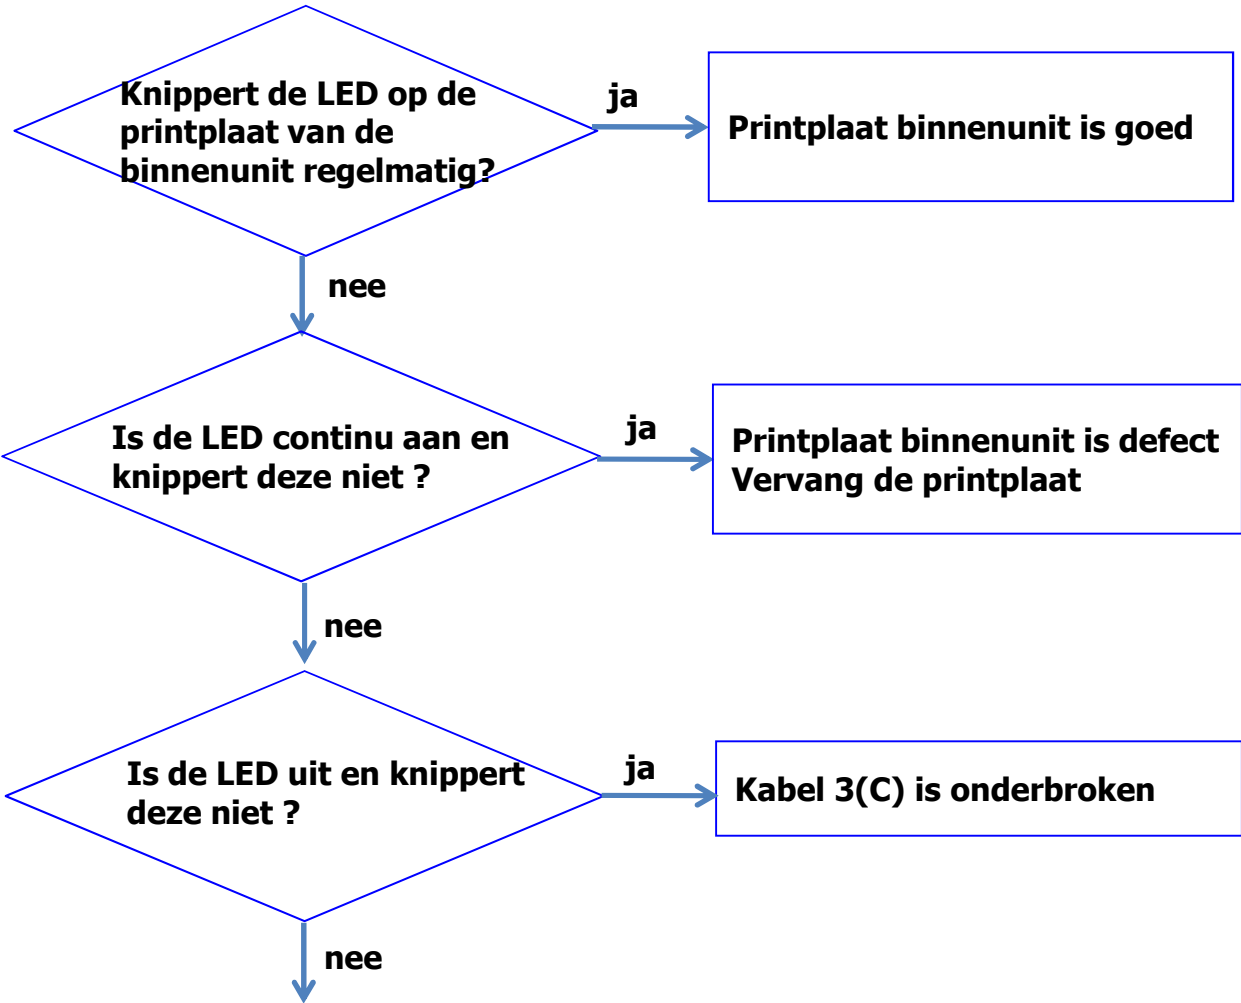 Knippert de LED op de
printplaat van de
binnenunit regelmatig?
ja
Printplaat binnenunit is goed
nee
Is de LED continu aan en
knippert deze niet ?
ja
Printplaat binnenunit is defect
Vervang de printplaat
nee
Is de LED uit en knippert
deze niet ?
ja
Kabel 3(C) is onderbroken
nee